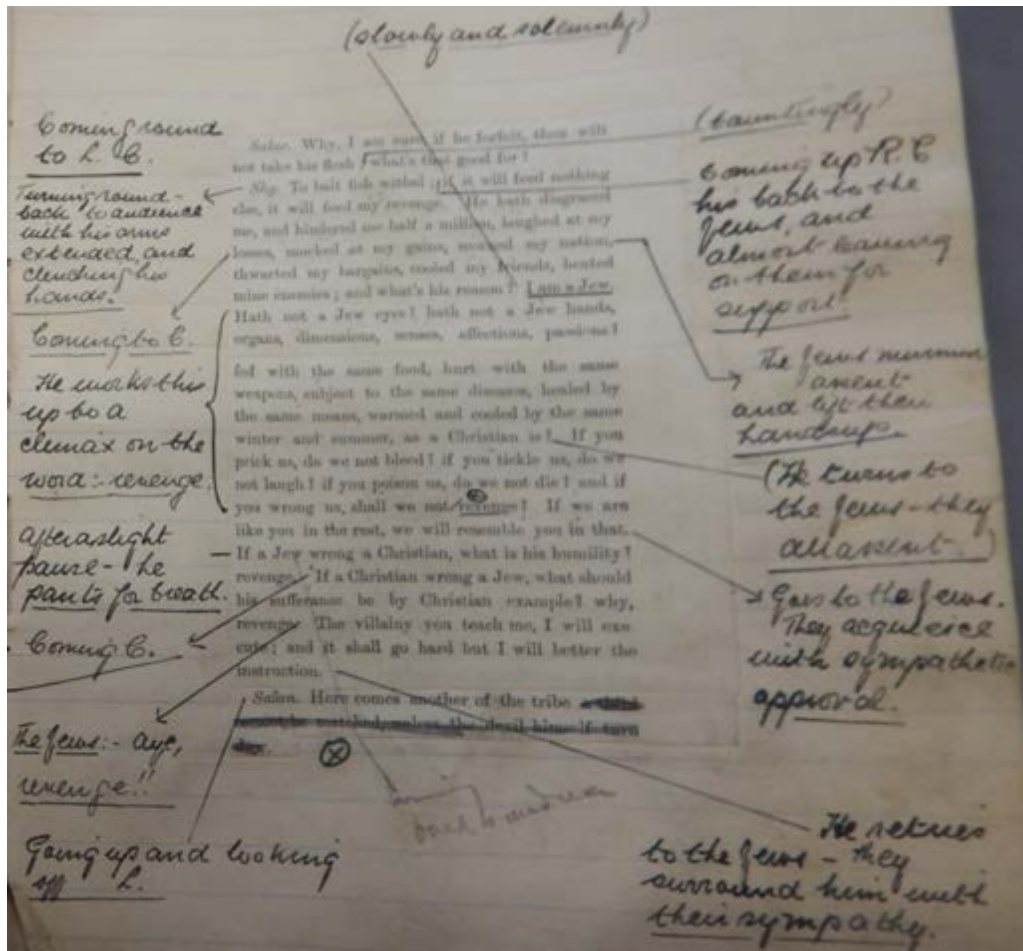 (slowly and solemnly)
Coming round
to L. C.
Turning round -
back to audience
with his arms
extended, and
clenching his
hands.
Coming to C.
He works this
up to a
climax on the
word :- revenge.
after a slight
pause - he
pants for breath.
Coming C.
The Jews :- Aye,
revenge!!
Going up and looking
off L.
Salar. Why, I am sure, if he forfeit, thou wilt
not take his flesh; what's that good for?
Shy. To bait fish withal: if it will feed nothing
else, it will feed my revenge. He hath disgraced
me, and hindered me half a million, laughed at my
losses, mocked at my gains, scorned my nation,
thwarted my bargains, cooled my friends, heated
mine enemies; and what's his reason? I am a Jew.
Hath not a Jew eyes? hath not a Jew hands,
organs, dimensions, senses, affections, passions?
fed with the same food, hurt with the same
weapons, subject to the same diseases, healed by
the same means, warmed and cooled by the same
winter and summer, as a Christian is? If you
prick us, do we not bleed? if you tickle us, do we
not laugh? if you poison us, do we not die? and if
you wrong us, shall we not revenge? If we are
like you in the rest, we will resemble you in that.
If a Jew wrong a Christian, what is his humility?
revenge. If a Christian wrong a Jew, what should
his sufferance be by Christian example? why,
revenge. The villainy you teach me, I will exe-
cute; and it shall go hard but I will better the
instruction.
Salan. Here comes another of the tribe a third
cannot be matched, unless the devil himself turn
Jew.
(tauntingly)
Coming up R. C
his back to the
Jews, and
almost leaning
on them for
support.
The Jews murmur
assent
and lift their
hands up.
(He turns to
the Jews - they
all assent.)
Goes to the Jews.
They acquiesce
with sympathetic
approval.
back to
He retires
to the Jews - they
surround him with
their sympathy.